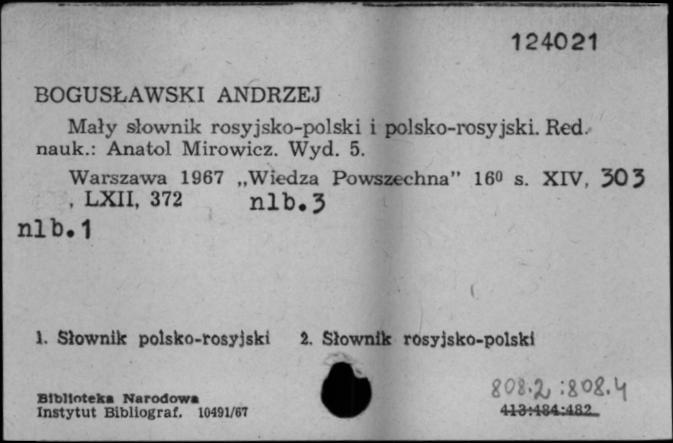 124021
BOGUSŁAWSKI ANDRZEJ
Mały słownik rosyjsko-polski i polsko-rosyjski. Red.
nauk.: Anatol Mirowicz. Wyd. 5.
Warszawa 1967 „Wiedza Powszechna” 16⁰ s. XIV, 303
, LXII, 372 nlb.3
nlb.1
1. Słownik polsko-rosyjski 2. Słownik rosyjsko-polski
808.2 :808.4
Biblioteka Narodowa
Instytut Bibliograf. 10491/67 413:484:482